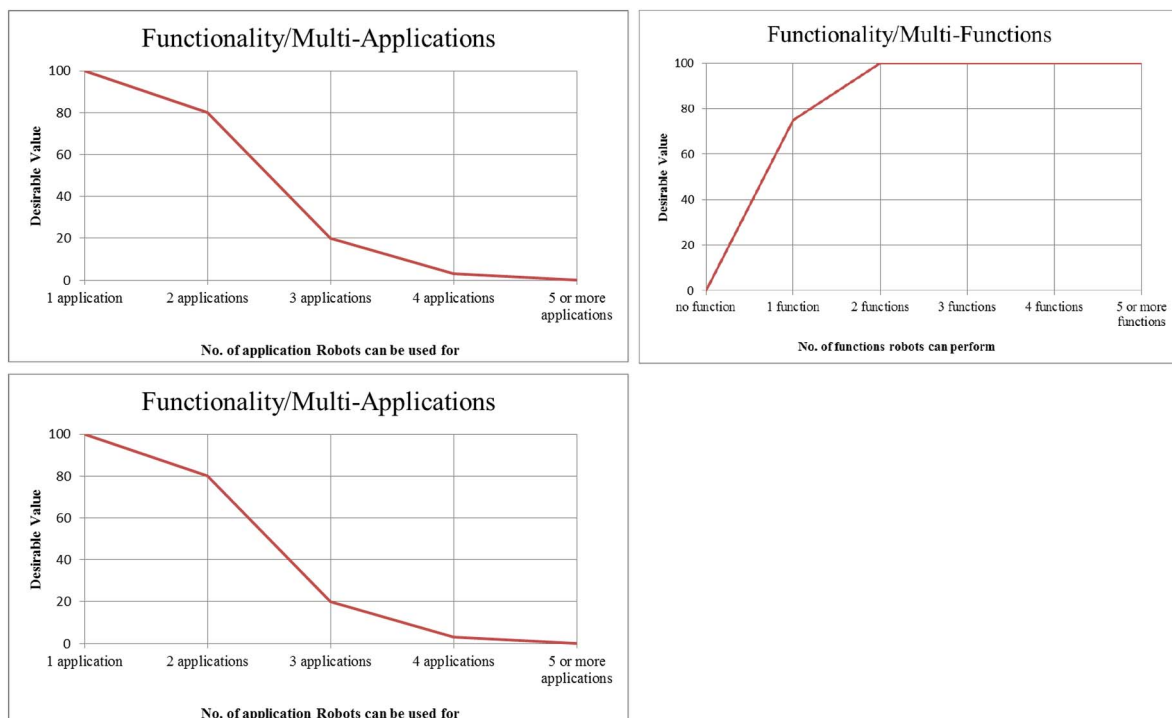 Functionality/Multi-Applications
100
80
60
40
20
0
Desirable Value
1 application 2 applications 3 applications 4 applications 5 or more
applications
No. of application Robots can be used for
Functionality/Multi-Functions
100
80
60
40
20
0
Desirable Value
no function 1 function 2 functions 3 functions 4 functions 5 or more
functions
No. of functions robots can perform
Functionality/Multi-Applications
100
80
60
40
20
0
Desirable Value
1 application 2 applications 3 applications 4 applications 5 or more
applications
No. of application Robots can be used for